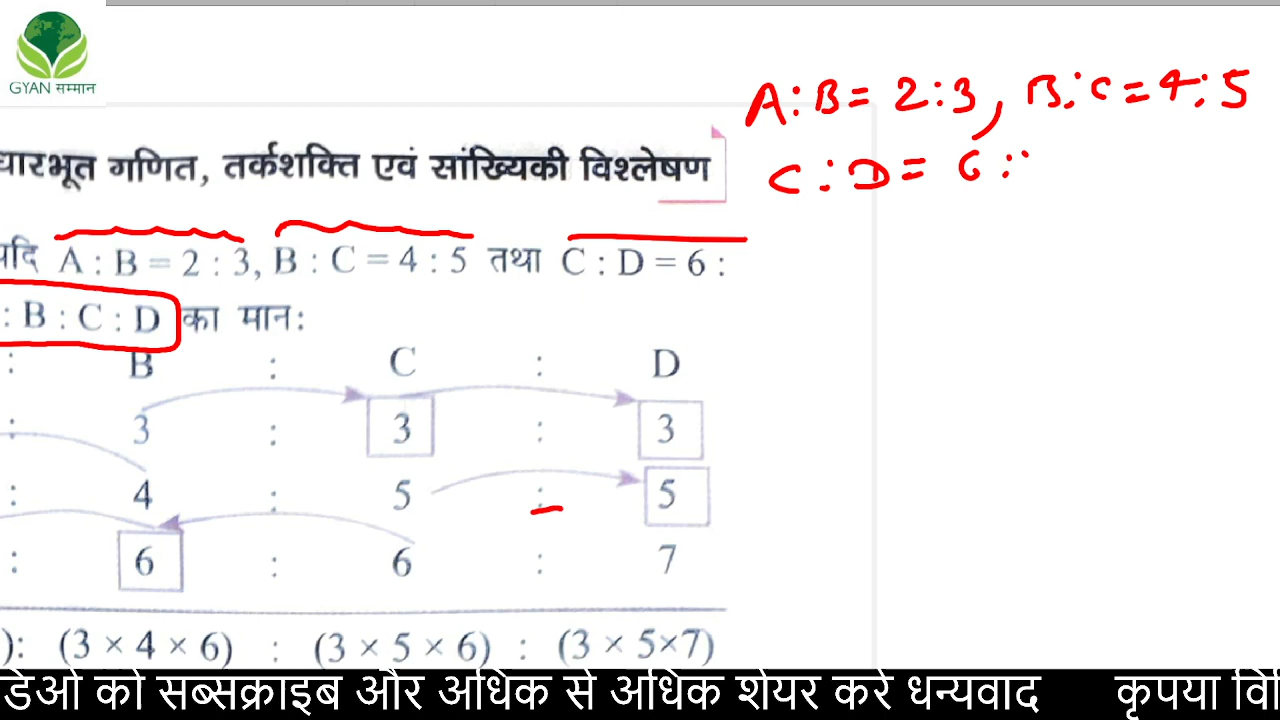 GYAN सम्मान
A:B=2:3, B:C=4:5
C:D=6:
धारभूत गणित, तर्कशक्ति एवं सांख्यिकी विश्लेषण
यदि A : B = 2 : 3, B : C = 4 : 5 तथा C : D = 6 :
: B : C : D का मान:
: B : C : D
: 3 : 3 : 3
: 4 : 5 : 5
: 6 : 6 : 7
): (3 × 4 × 6) : (3 × 5 × 6) : (3 × 5×7)
डिओ को सब्सक्राइब और अधिक से अधिक शेयर करे धन्यवाद कृपया वि